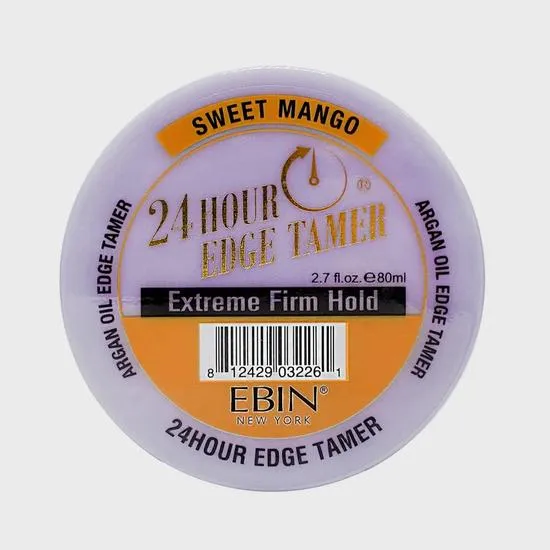 SWEET MANGO
24 HOUR ®
EDGE TAMER
2.7 fl.oz.℮80ml
Extreme Firm Hold
ARGAN OIL EDGE TAMER
ARGAN OIL EDGE TAMER
8 12429 03226 1
EBIN®
NEW YORK
24HOUR EDGE TAMER